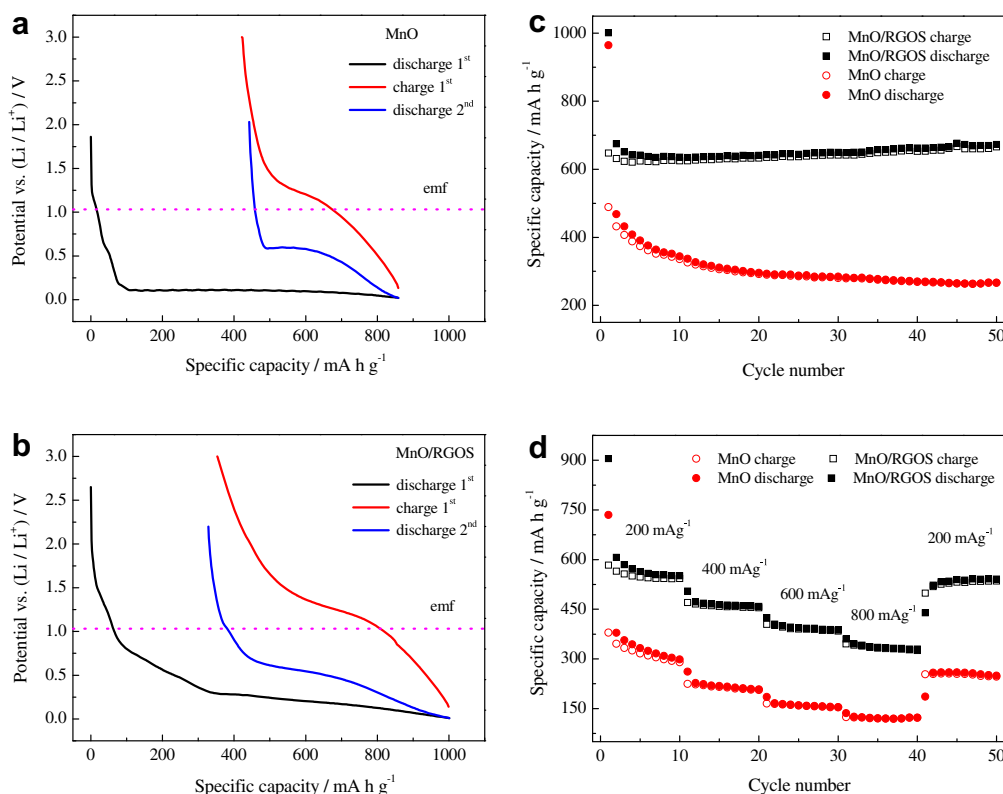 a
MnO
discharge 1st
charge 1st
discharge 2nd
emf
3.0
2.5
2.0
1.5
1.0
0.5
0.0
Potential vs. (Li / Li+) / V
0 200 400 600 800 1000
Specific capacity / mA h g-1
b
MnO/RGOS
discharge 1st
charge 1st
discharge 2nd
emf
3.0
2.5
2.0
1.5
1.0
0.5
0.0
Potential vs. (Li / Li+) / V
0 200 400 600 800 1000
Specific capacity / mA h g-1
c
MnO/RGOS charge
MnO/RGOS discharge
MnO charge
MnO discharge
1000
800
600
400
200
Specific capacity / mA h g-1
0 10 20 30 40 50
Cycle number
d
MnO charge MnO/RGOS charge
MnO discharge MnO/RGOS discharge
200 mAg-1
400 mAg-1
600 mAg-1
800 mAg-1
200 mAg-1
900
750
600
450
300
150
Specific capacity / mA h g-1
0 10 20 30 40 50
Cycle number